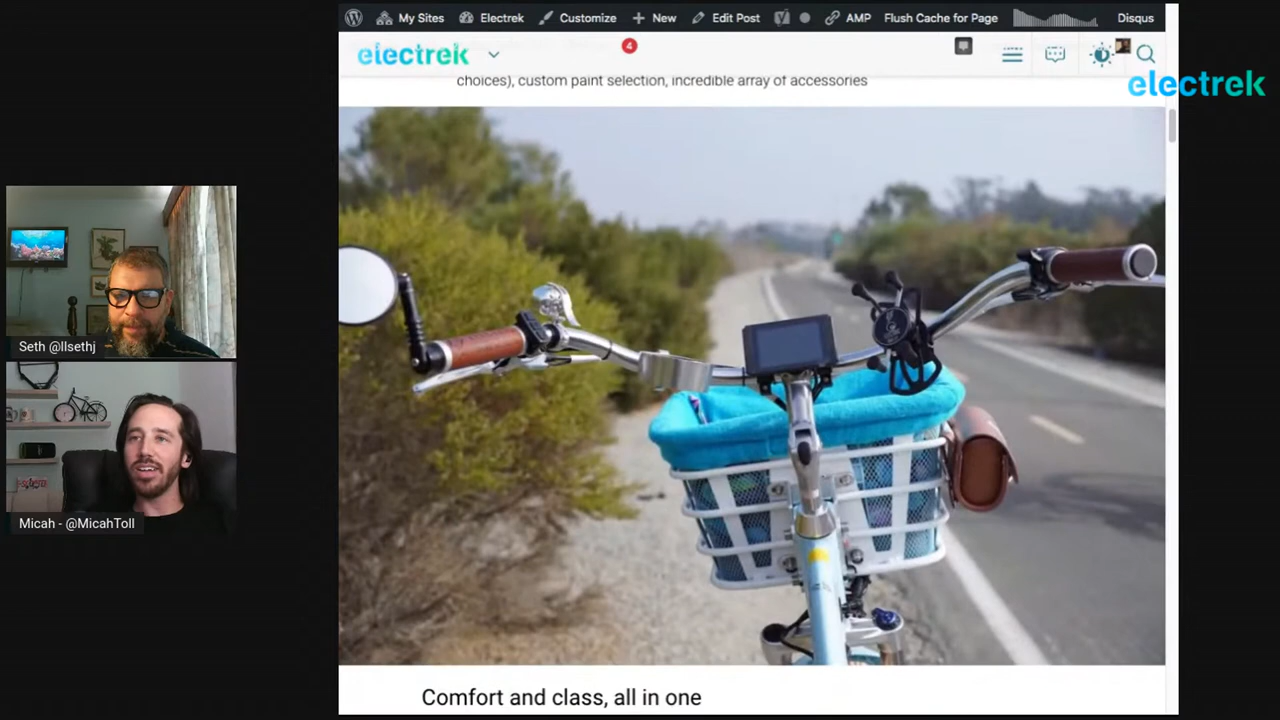 My Sites Electrek Customize New Edit Post AMP Flush Cache for Page Disqus
electrek 4
electrek
choices), custom paint selection, incredible array of accessories
Seth @llsethj
Micah - @MicahToll
Comfort and class, all in one